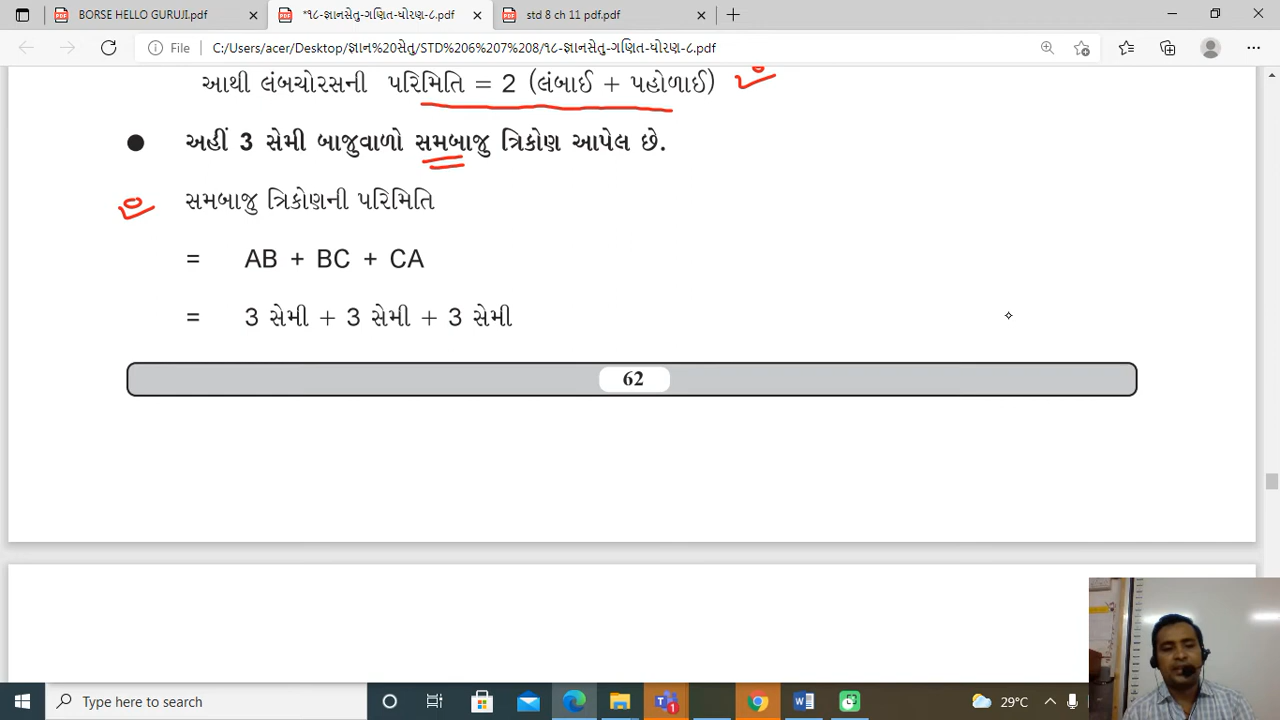 BORSE HELLO GURUJI.pdf
*૧૮-જ્ઞાનસેતુ-ગણિત-ધોરણ-૮.pdf
std 8 ch 11 pdf.pdf
File
C:/Users/acer/Desktop/જ્ઞાન%20સેતુ/STD%206%207%208/૧૮-જ્ઞાનસેતુ-ગણિત-ધોરણ-૮.pdf
આથી લંબચોરસની પરિમિતિ = 2 (લંબાઈ + પહોળાઈ)
● અહીં 3 સેમી બાજુવાળો સમબાજુ ત્રિકોણ આપેલ છે.
સમબાજુ ત્રિકોણની પરિમિતિ
= AB + BC + CA
= 3 સેમી + 3 સેમી + 3 સેમી
62
Type here to search
29°C